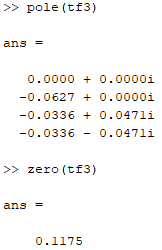 >> pole(tf3)
ans =
0.0000 + 0.0000i
-0.0627 + 0.0000i
-0.0336 + 0.0471i
-0.0336 - 0.0471i
>> zero(tf3)
ans =
0.1175